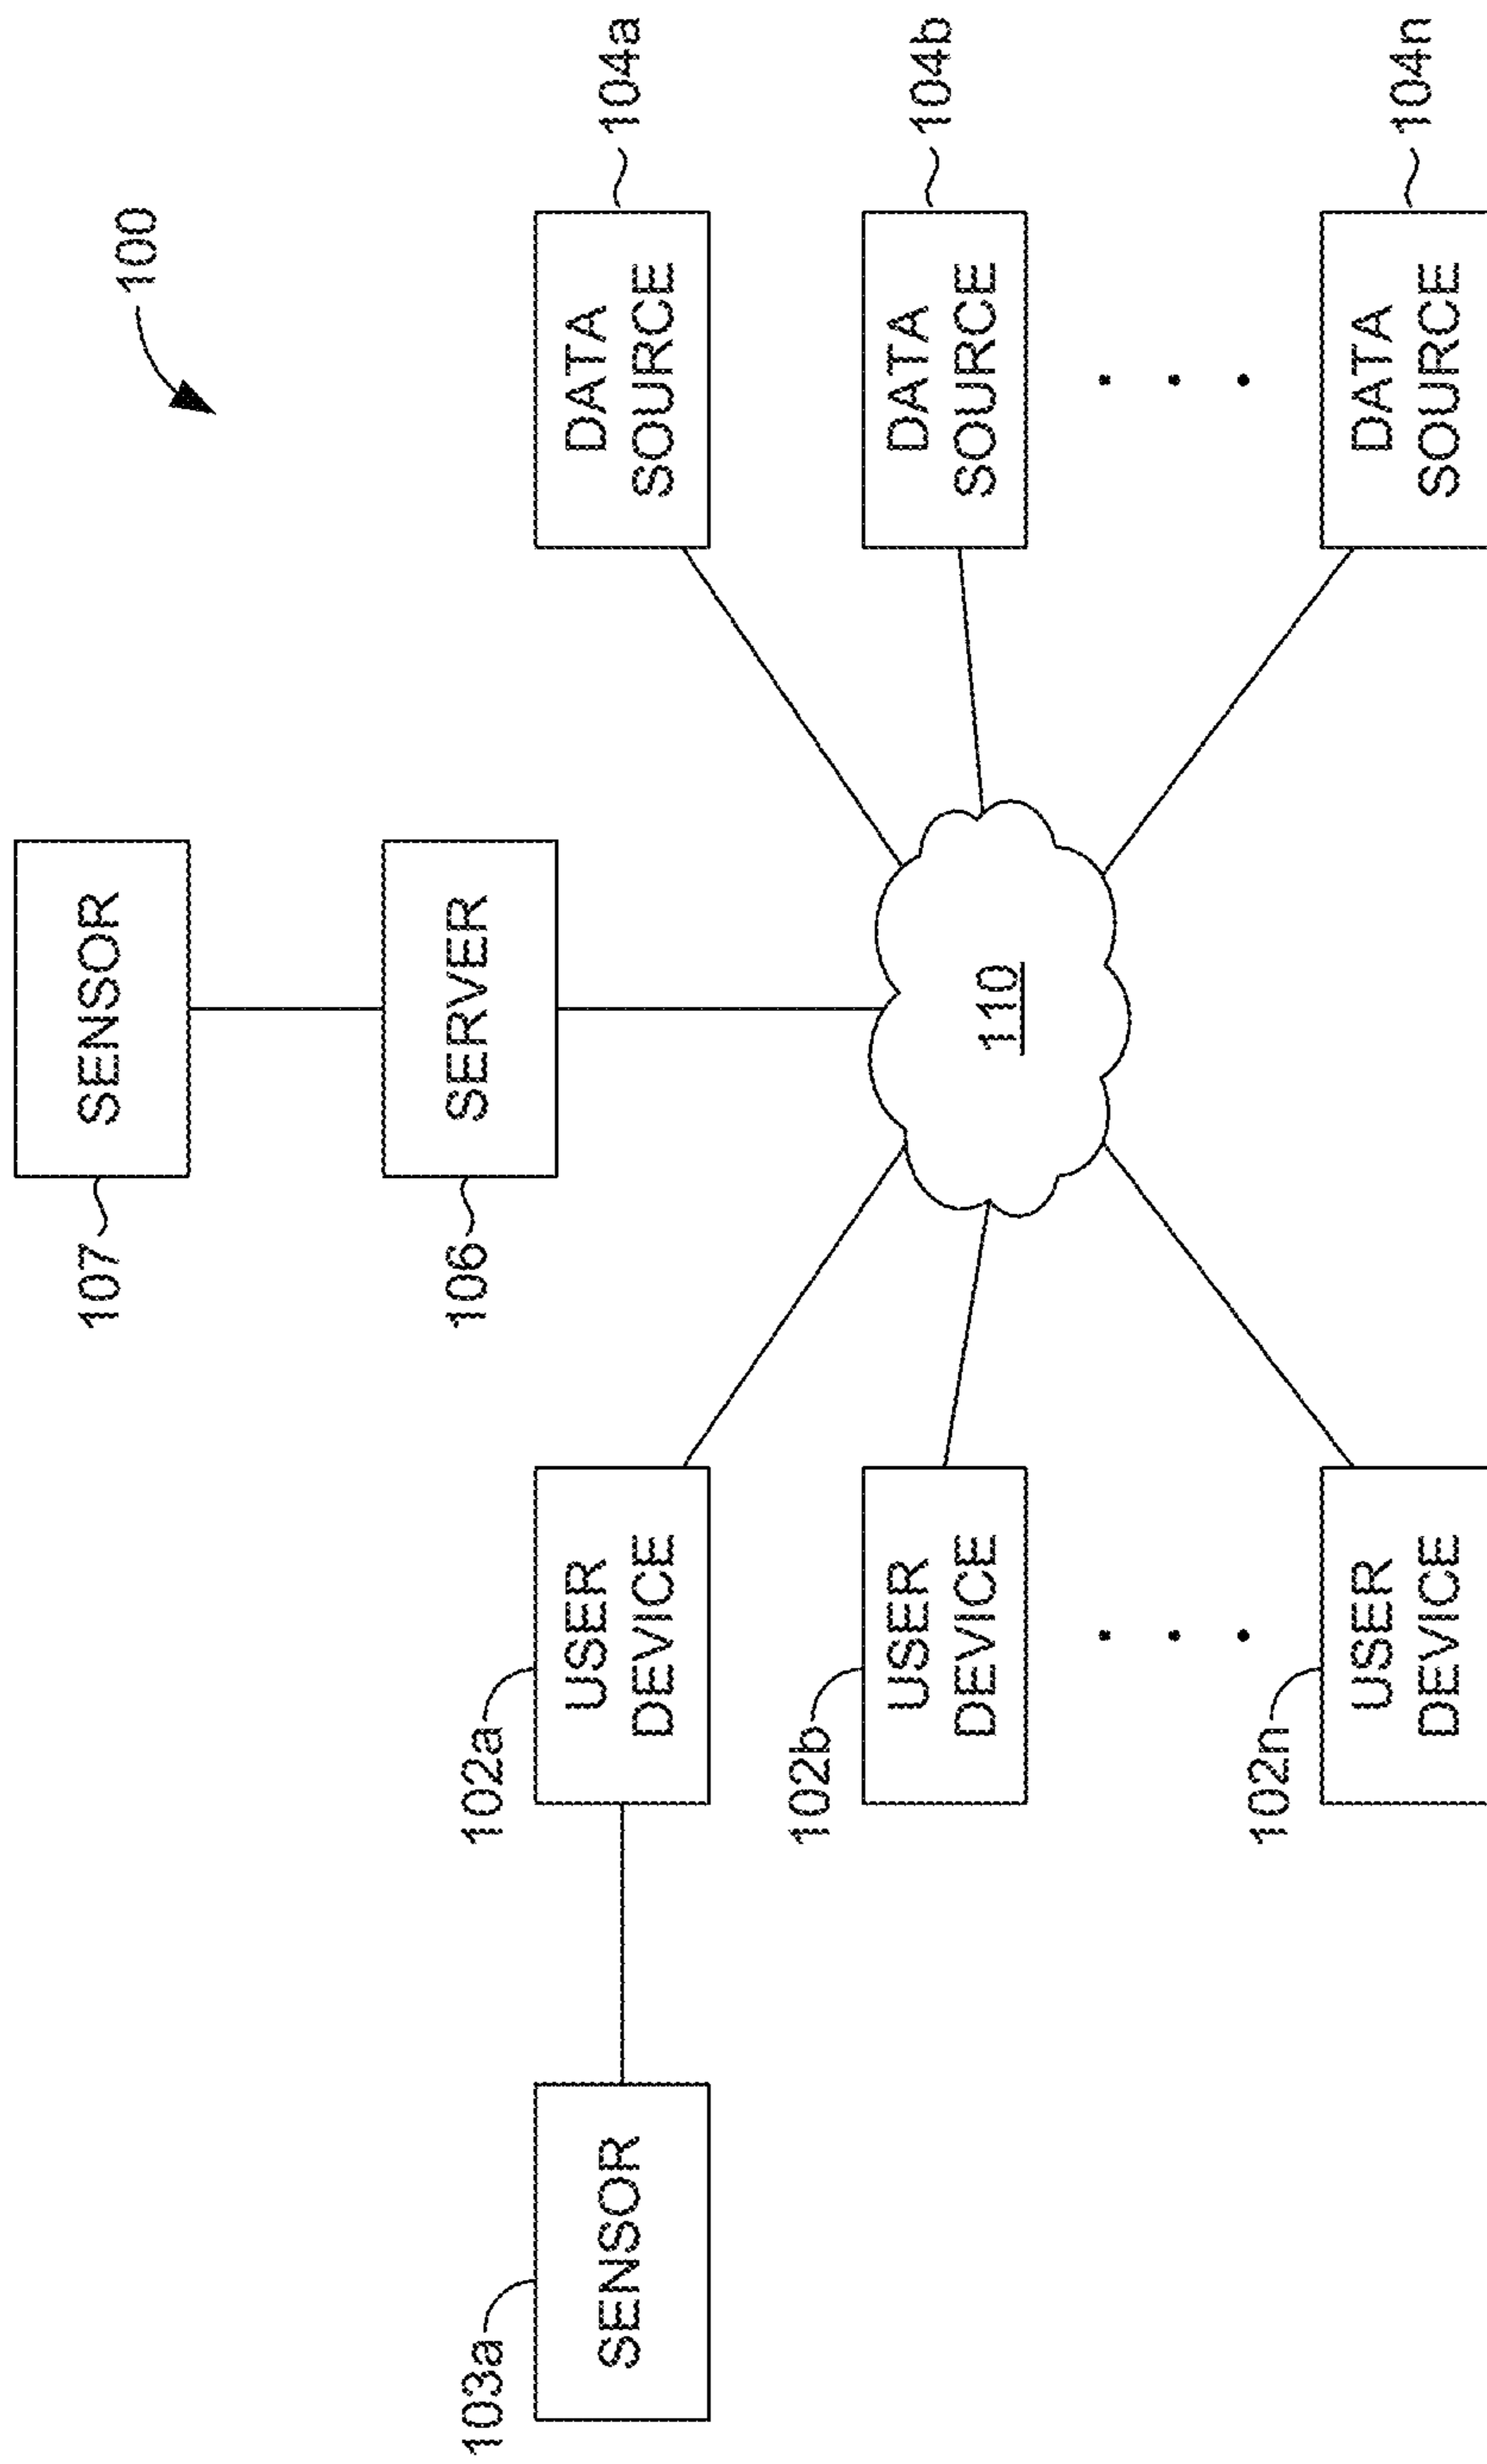 100
SENSOR
107
SERVER
106
103a
SENSOR
102a
USER
DEVICE
DATA
SOURCE
104a
102b
USER
DEVICE
110
DATA
SOURCE
104b
. . .
. . .
102n
USER
DEVICE
DATA
SOURCE
104n